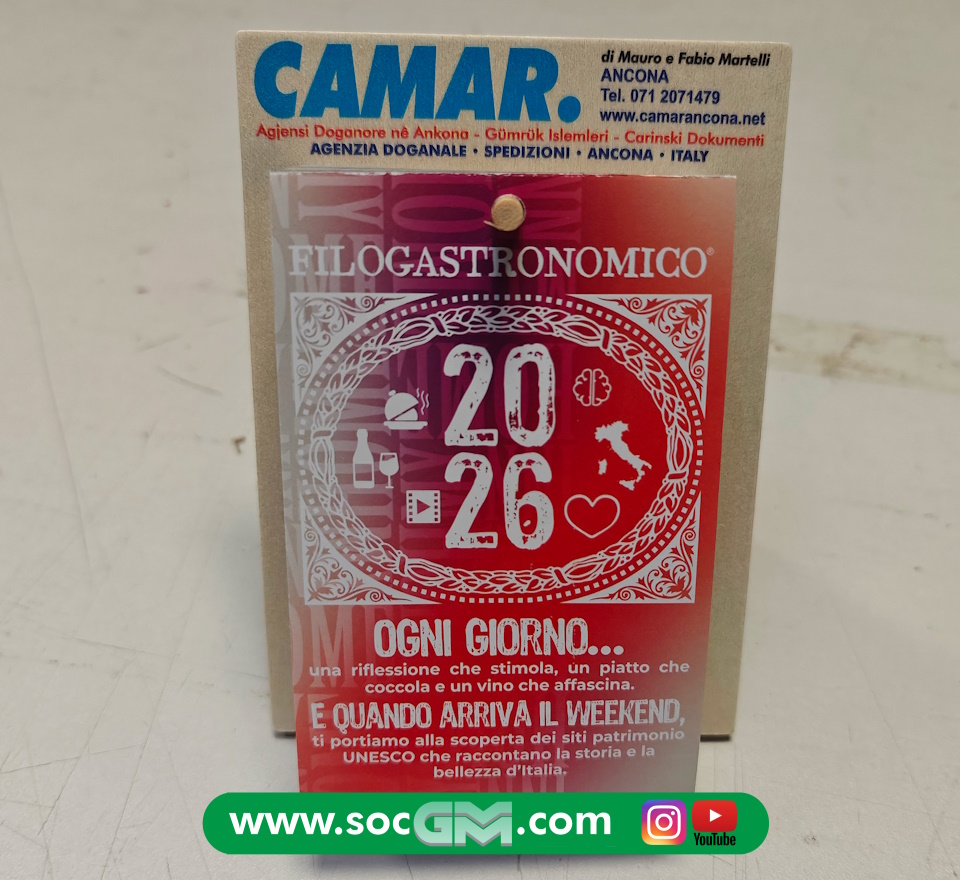 CAMAR.
di Mauro e Fabio Martelli
ANCONA
Tel. 071 2071479
www.camarancona.net
Agjensi Doganore nê Ankona - Gümrük Islemleri - Carinski Dokumenti
AGENZIA DOGANALE • SPEDIZIONI • ANCONA • ITALY
FILOGASTRONOMICO®
20
26
OGNI GIORNO...
una riflessione che stimola, un piatto che
coccola e un vino che affascina.
E QUANDO ARRIVA IL WEEKEND,
ti portiamo alla scoperta dei siti patrimonio
UNESCO che raccontano la storia e la
bellezza d'Italia.
www.socGM.com
YouTube